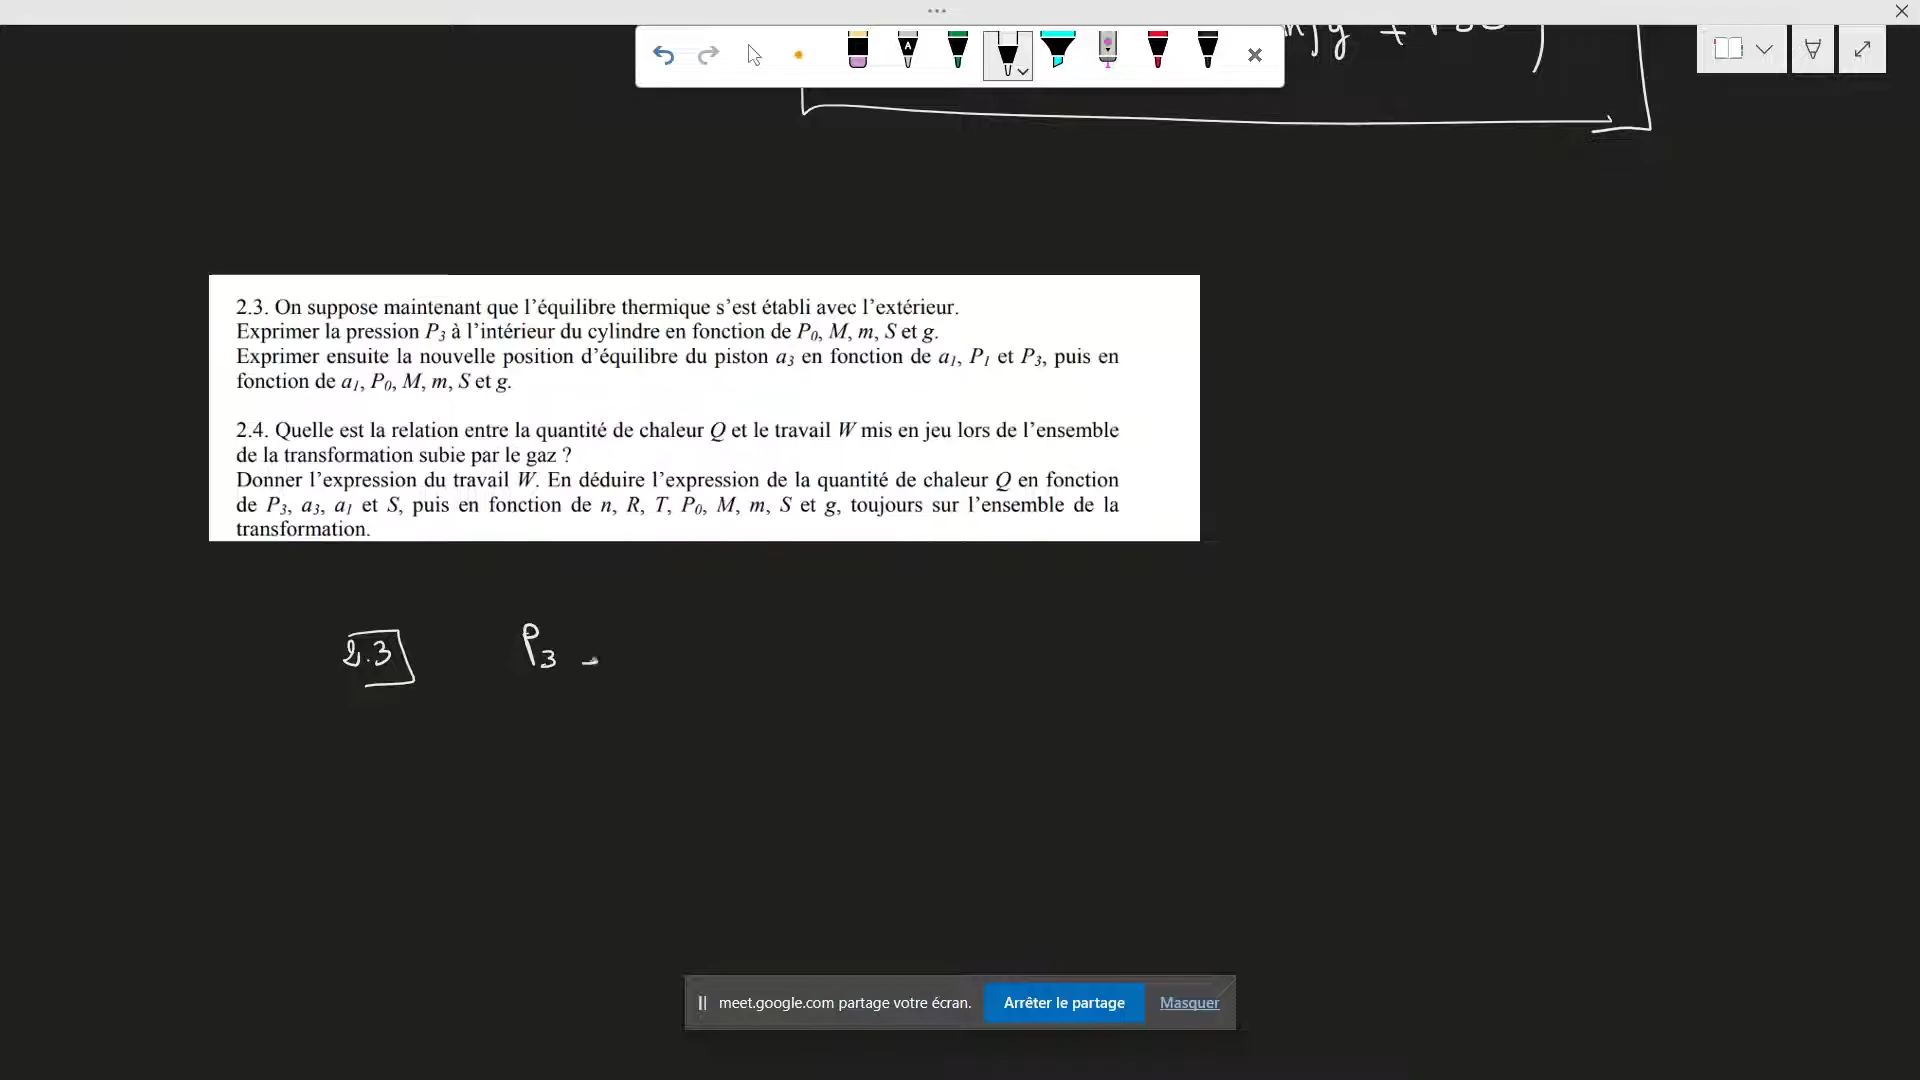 2.3. On suppose maintenant que l’équilibre thermique s’est établi avec l’extérieur.
Exprimer la pression P3 à l’intérieur du cylindre en fonction de P0, M, m, S et g.
Exprimer ensuite la nouvelle position d’équilibre du piston a3 en fonction de a1, P1 et P3, puis en
fonction de a1, P0, M, m, S et g.
2.4. Quelle est la relation entre la quantité de chaleur Q et le travail W mis en jeu lors de l’ensemble
de la transformation subie par le gaz ?
Donner l’expression du travail W. En déduire l’expression de la quantité de chaleur Q en fonction
de P3, a3, a1 et S, puis en fonction de n, R, T, P0, M, m, S et g, toujours sur l’ensemble de la
transformation.
2.3 P3 -
meet.google.com partage votre écran. Arrêter le partage Masquer